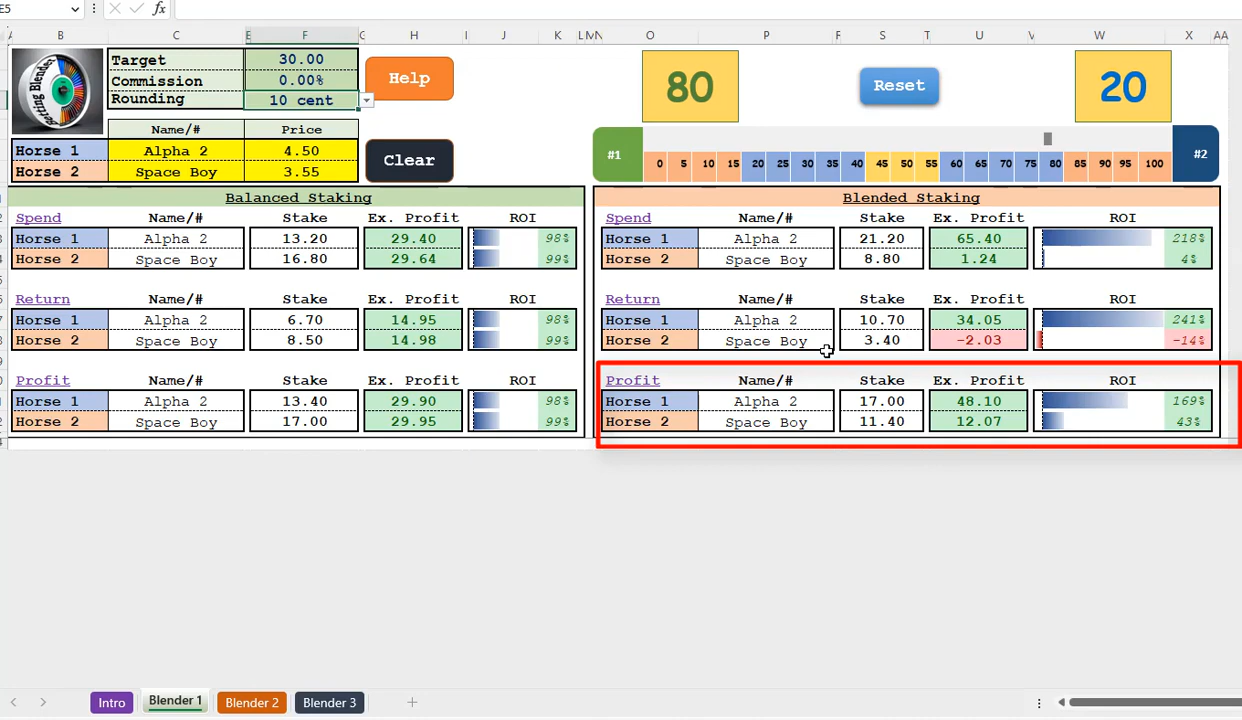 E5 fx
A B C E F G H I J K L M N O P F S T U V W X AA
Betting Blender
Target 30.00
Commission 0.00%
Rounding 10 cent
Help
80
Reset
20
Name/# Price
Horse 1 Alpha 2 4.50
Horse 2 Space Boy 3.55
Clear
#1 0 5 10 15 20 25 30 35 40 45 50 55 60 65 70 75 80 85 90 95 100 #2
Balanced Staking
Spend Name/# Stake Ex. Profit ROI
Horse 1 Alpha 2 13.20 29.40 98%
Horse 2 Space Boy 16.80 29.64 99%
Return Name/# Stake Ex. Profit ROI
Horse 1 Alpha 2 6.70 14.95 98%
Horse 2 Space Boy 8.50 14.98 99%
Profit Name/# Stake Ex. Profit ROI
Horse 1 Alpha 2 13.40 29.90 98%
Horse 2 Space Boy 17.00 29.95 99%
Blended Staking
Spend Name/# Stake Ex. Profit ROI
Horse 1 Alpha 2 21.20 65.40 218%
Horse 2 Space Boy 8.80 1.24 4%
Return Name/# Stake Ex. Profit ROI
Horse 1 Alpha 2 10.70 34.05 241%
Horse 2 Space Boy 3.40 -2.03 -14%
Profit Name/# Stake Ex. Profit ROI
Horse 1 Alpha 2 17.00 48.10 169%
Horse 2 Space Boy 11.40 12.07 43%
Intro Blender 1 Blender 2 Blender 3